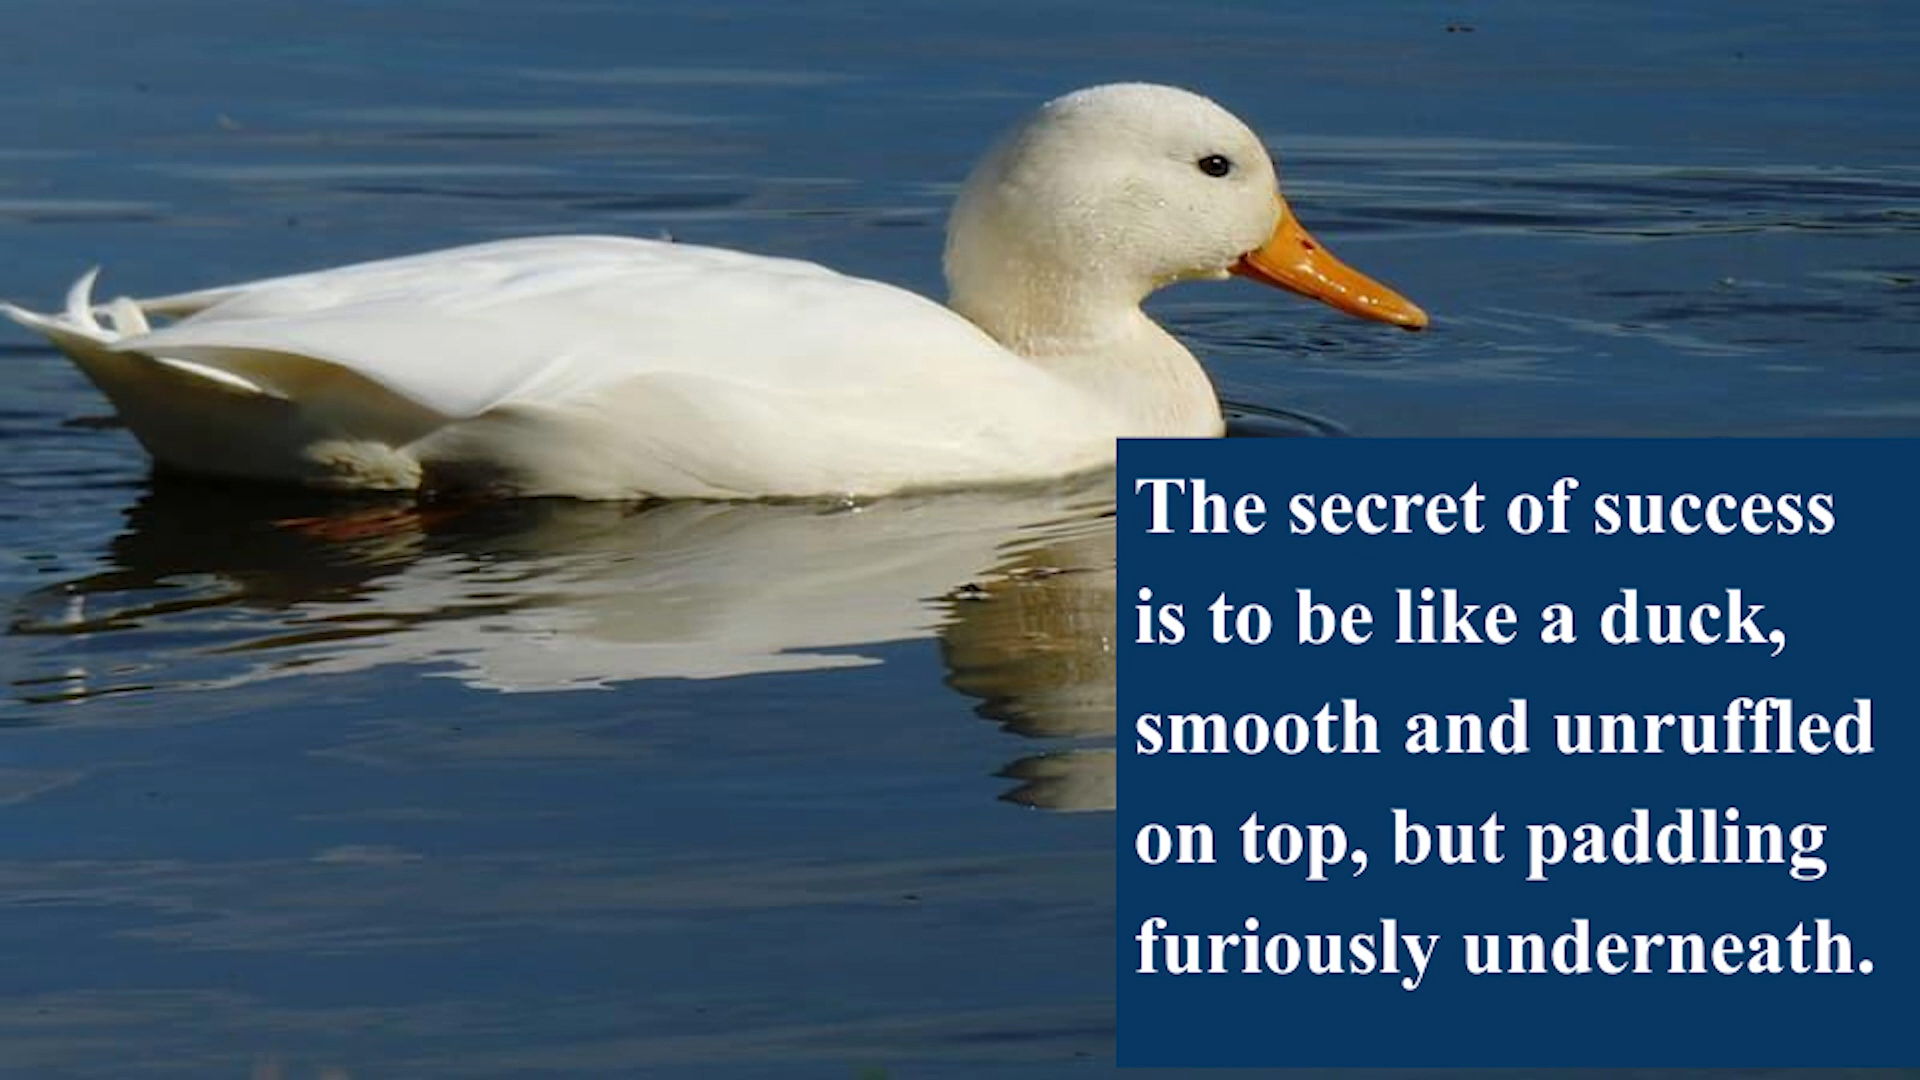 The secret of success
is to be like a duck,
smooth and unruffled
on top, but paddling
furiously underneath.